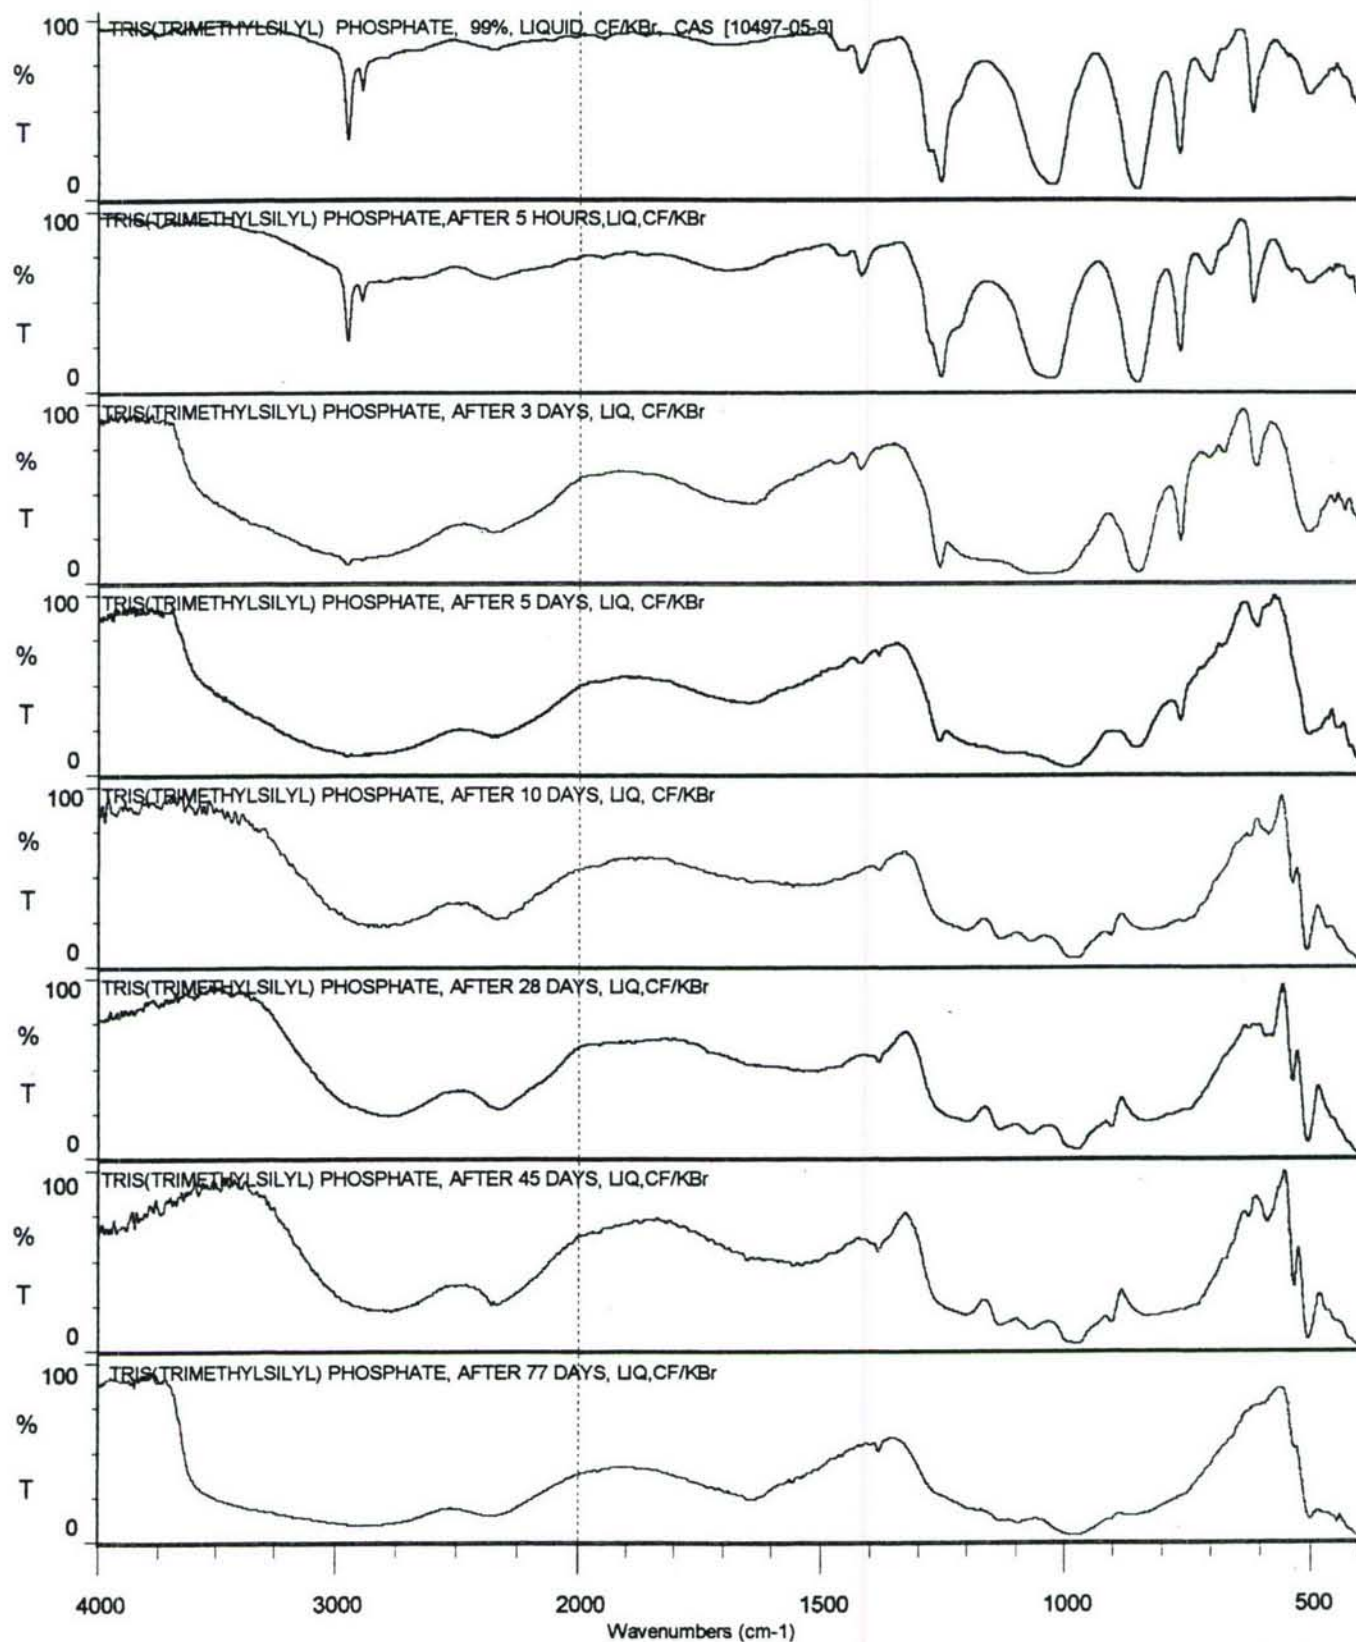 100
TRIS(TRIMETHYLSILYL) PHOSPHATE, 99%, LIQUID, CF/KBr, CAS [10497-05-9]
%
T
0
100
TRIS(TRIMETHYLSILYL) PHOSPHATE,AFTER 5 HOURS,LIQ,CF/KBr
%
T
0
100
TRIS(TRIMETHYLSILYL) PHOSPHATE, AFTER 3 DAYS, LIQ, CF/KBr
%
T
0
100
TRIS(TRIMETHYLSILYL) PHOSPHATE, AFTER 5 DAYS, LIQ, CF/KBr
%
T
0
100
TRIS(TRIMETHYLSILYL) PHOSPHATE, AFTER 10 DAYS, LIQ, CF/KBr
%
T
0
100
TRIS(TRIMETHYLSILYL) PHOSPHATE, AFTER 28 DAYS, LIQ,CF/KBr
%
T
0
100
TRIS(TRIMETHYLSILYL) PHOSPHATE, AFTER 45 DAYS, LIQ,CF/KBr
%
T
0
100
TRIS(TRIMETHYLSILYL) PHOSPHATE, AFTER 77 DAYS, LIQ,CF/KBr
%
T
0
4000 3000 2000 1500 1000 500
Wavenumbers (cm-1)